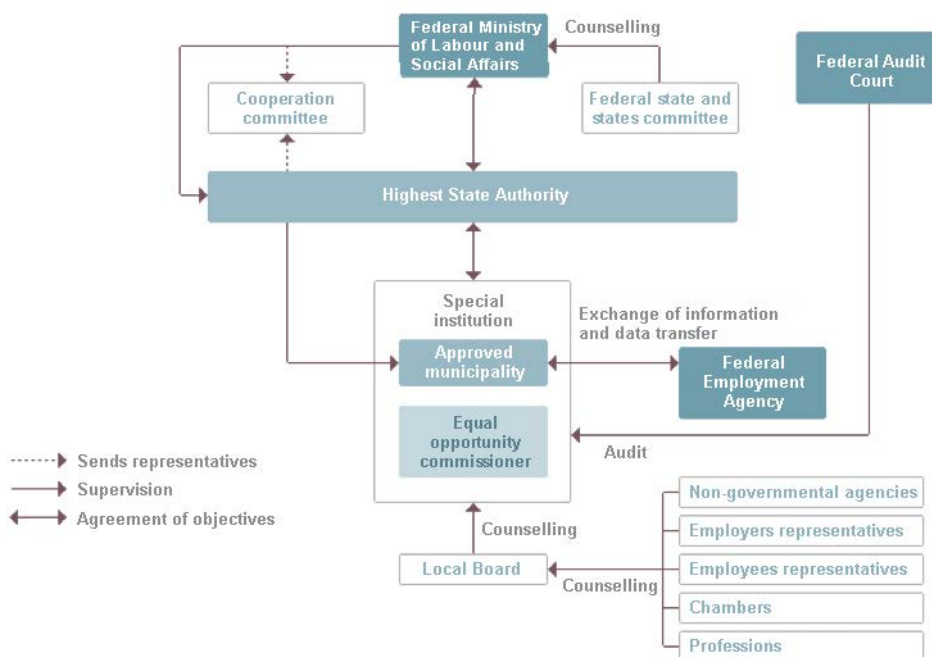 Federal Ministry
of Labour and
Social Affairs
Counselling
Federal Audit
Court
Cooperation
committee
Federal state and
states committee
Highest State Authority
Special
institution
Exchange of information
and data transfer
Approved
municipality
Federal
Employment
Agency
Equal
opportunity
commissioner
Audit
Sends representatives
Supervision
Agreement of objectives
Counselling
Local Board
Counselling
Non-governmental agencies
Employers representatives
Employees representatives
Chambers
Professions